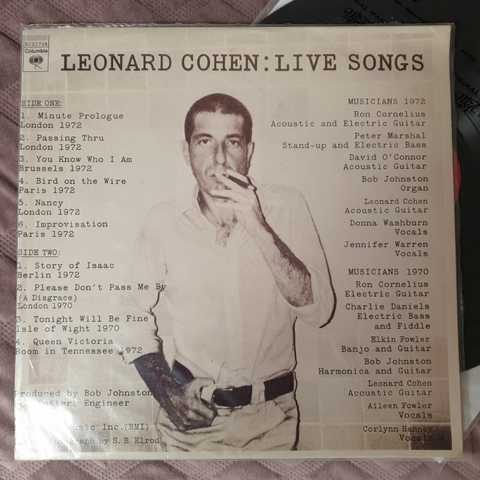 Columbia
LEONARD COHEN: LIVE SONGS
SIDE ONE:
1. Minute Prologue
London 1972
2. Passing Thru
London 1972
3. You Know Who I Am
Brussels 1972
4. Bird on the Wire
Paris 1972
5. Nancy
London 1972
6. Improvisation
Paris 1972
SIDE TWO:
1. Story of Isaac
Berlin 1972
2. Please Don't Pass Me By
(A Disgrace)
London 1970
3. Tonight Will Be Fine
Isle of Wight 1970
4. Queen Victoria
Room in Tennessee 1972
Produced by Bob Johnston
Engineer
Inc.(BMI)
by S. B. Elrod
MUSICIANS 1972
Ron Cornelius
Acoustic and Electric Guitar
Peter Marshal
Stand-up and Electric Bass
David O'Connor
Acoustic Guitar
Bob Johnston
Organ
Leonard Cohen
Acoustic Guitar
Donna Washburn
Vocals
Jennifer Warren
Vocals
MUSICIANS 1970
Ron Cornelius
Electric Guitar
Charlie Daniels
Electric Bass
and Fiddle
Elkin Fowler
Banjo and Guitar
Bob Johnston
Harmonica and Guitar
Leonard Cohen
Acoustic Guitar
Aileen Fowler
Vocals
Corlynn Hanney
Vocals